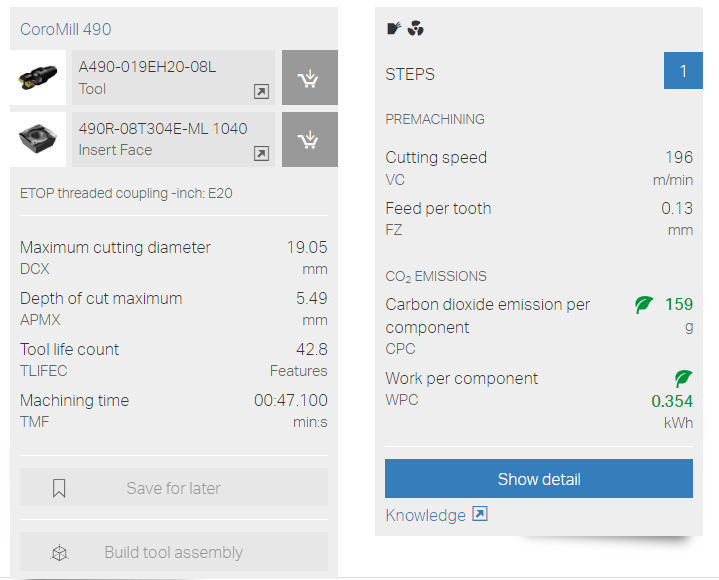 CoroMill 490
A490-019EH20-08L
Tool
490R-08T304E-ML 1040
Insert Face
ETOP threaded coupling -inch: E20
Maximum cutting diameter 19.05
DCX mm
Depth of cut maximum 5.49
APMX mm
Tool life count 42.8
TLIFEC Features
Machining time 00:47.100
TMF min:s
Save for later
Build tool assembly
STEPS 1
PREMACHINING
Cutting speed 196
VC m/min
Feed per tooth 0.13
FZ mm
CO₂ EMISSIONS
Carbon dioxide emission per 159
component g
CPC
Work per component
WPC 0.354
kWh
Show detail
Knowledge